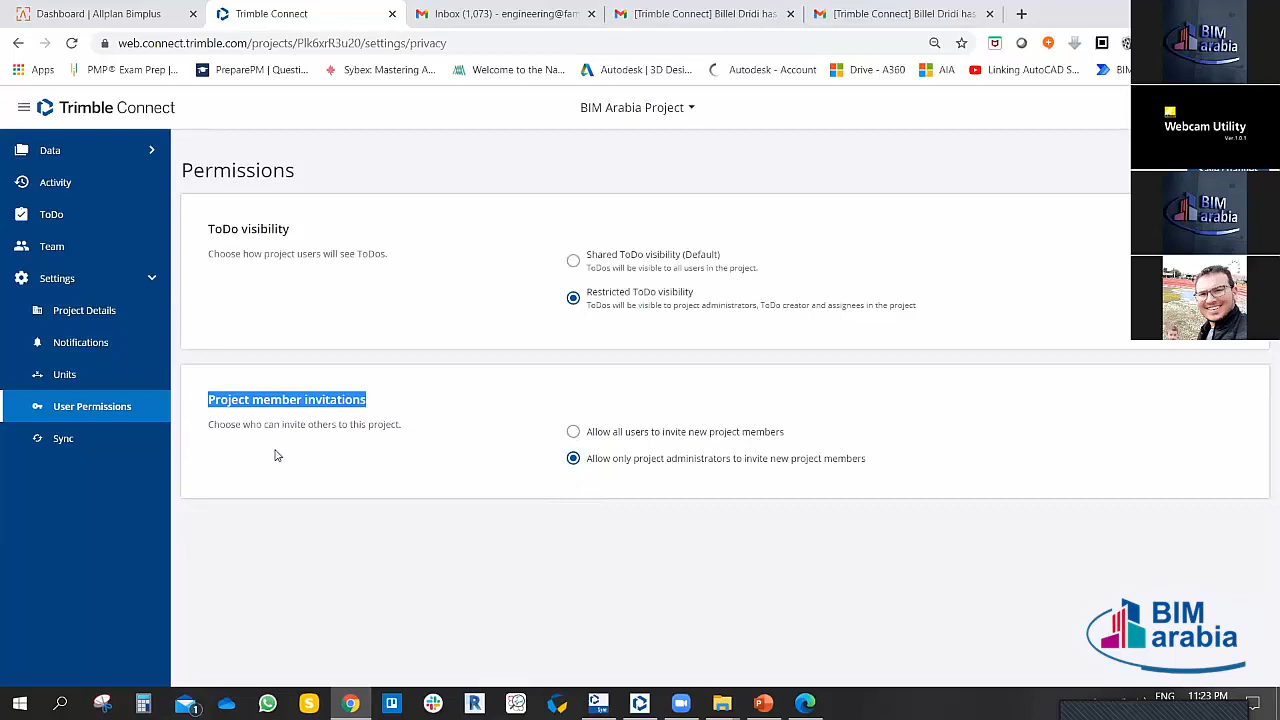 Dashboard | Allplan Bimplus
Trimble Connect
Inbox (1,073) - engineering@fam
[Trimble Connect] Billel Dridi has
[Trimble Connect] Billel Dridi has
web.connect.trimble.com/projects/Plk6xrR3u20/settings/privacy
Apps
PMP® Exam Prep |...
PreparePM | Questi...
Sybex: Mastering ...
Welcome to the Na...
Autodesk | 3D Desi...
Autodesk - Account
Drive - A360
AIA
Linking AutoCAD S...
BIM
Trimble Connect
BIM Arabia Project
BIM
arabia
Webcam Utility
Ver.1.0.1
BIM
arabia
Data
Activity
ToDo
Team
Settings
Project Details
Notifications
Units
User Permissions
Sync
Permissions
ToDo visibility
Choose how project users will see ToDos.
Shared ToDo visibility (Default)
ToDos will be visible to all users in the project.
Restricted ToDo visibility
ToDos will be visible to project administrators, ToDo creator and assignees in the project
Project member invitations
Choose who can invite others to this project.
Allow all users to invite new project members
Allow only project administrators to invite new project members
BIM
arabia
ENG
11:23 PM